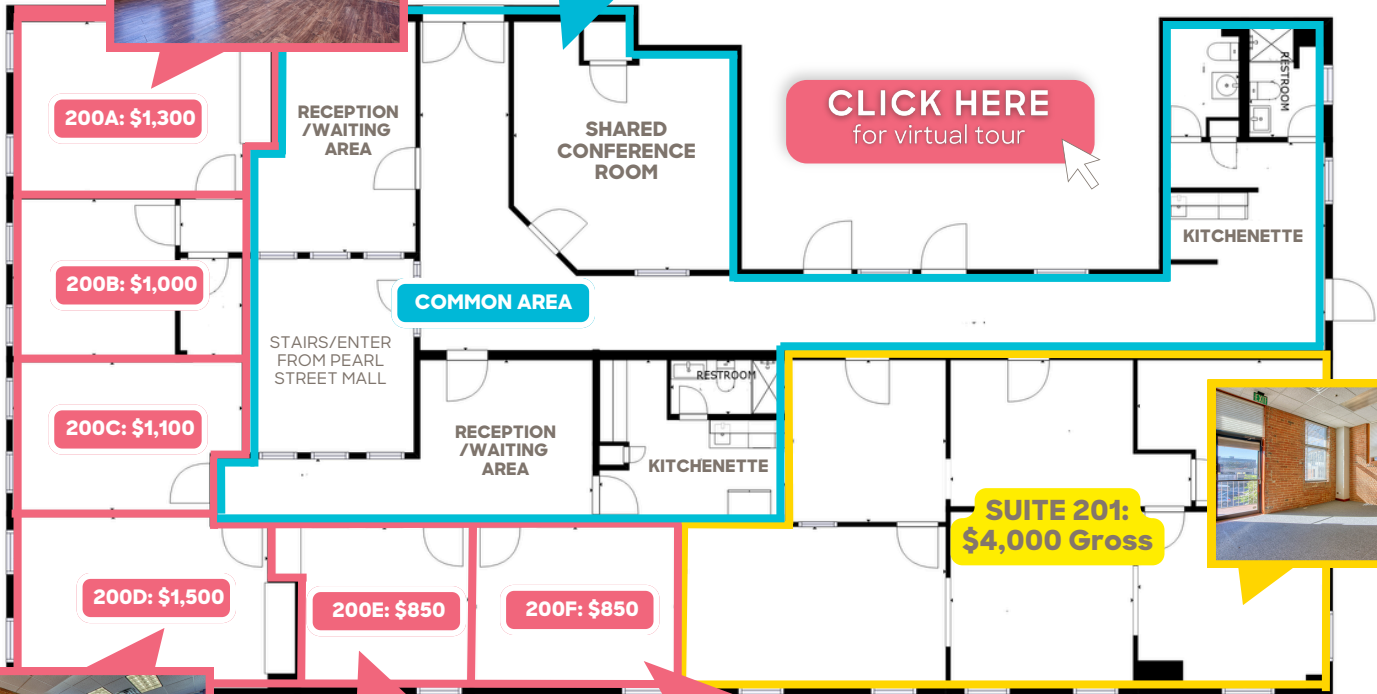 200A: $1,300
RECEPTION
/WAITING
AREA
SHARED
CONFERENCE
ROOM
CLICK HERE
for virtual tour
RESTROOM
KITCHENETTE
200B: $1,000
COMMON AREA
STAIRS/ENTER
FROM PEARL
STREET MALL
200C: $1,100
RECEPTION
/WAITING
AREA
RESTROOM
KITCHENETTE
EXIT
SUITE 201:
$4,000 Gross
200D: $1,500
200E: $850
200F: $850